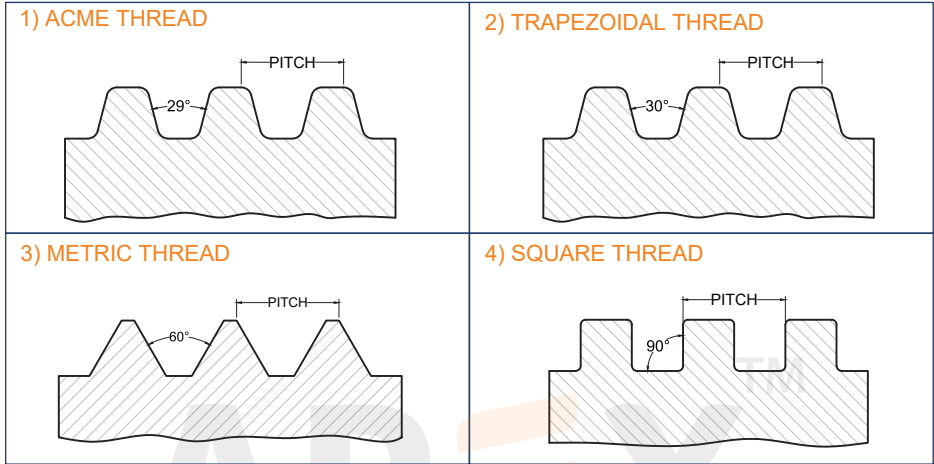 1) ACME THREAD
PITCH
29°
2) TRAPEZOIDAL THREAD
PITCH
30°
3) METRIC THREAD
PITCH
60°
4) SQUARE THREAD
PITCH
90°
TM